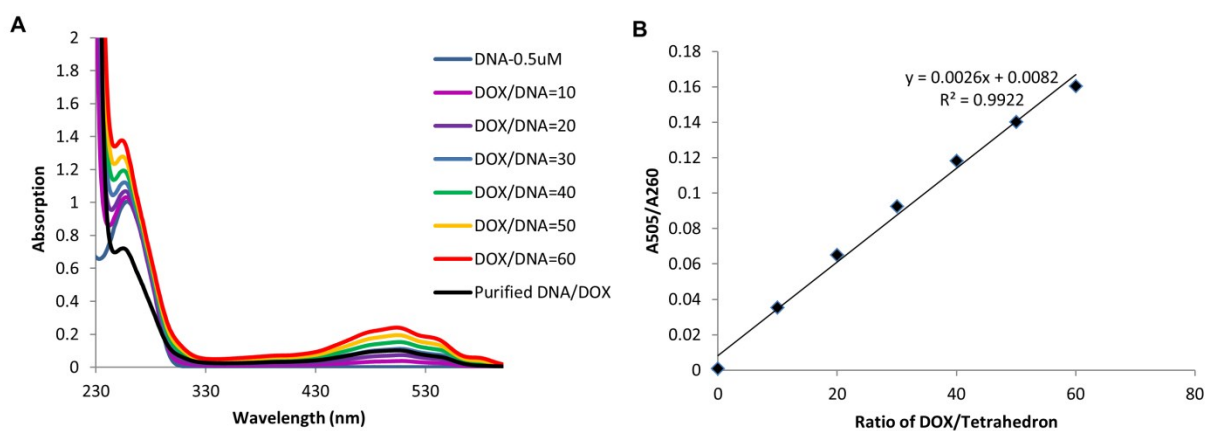 A
Absorption
2
1.8
1.6
1.4
1.2
1
0.8
0.6
0.4
0.2
0
230
330
430
530
Wavelength (nm)
DNA-0.5uM
DOX/DNA=10
DOX/DNA=20
DOX/DNA=30
DOX/DNA=40
DOX/DNA=50
DOX/DNA=60
Purified DNA/DOX
B
A505/A260
0.18
0.16
0.14
0.12
0.1
0.08
0.06
0.04
0.02
0
y = 0.0026x + 0.0082
R² = 0.9922
0
20
40
60
80
Ratio of DOX/Tetrahedron